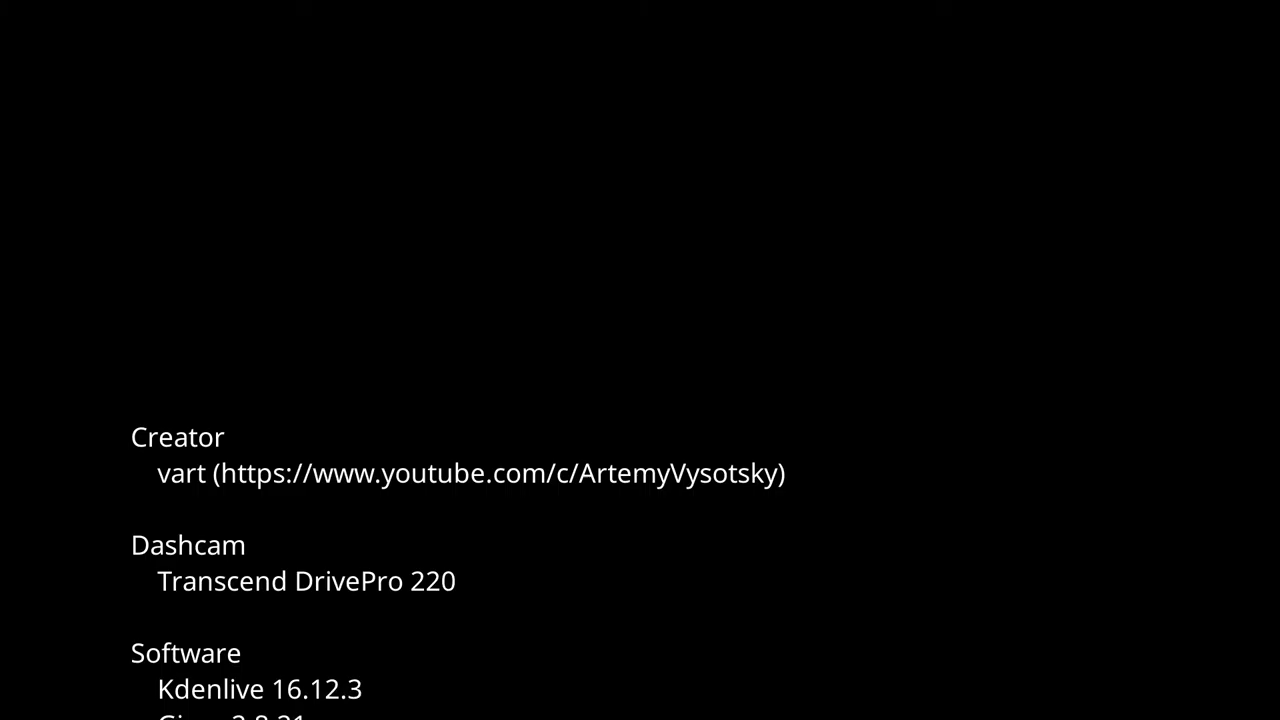 Creator
vart (https://www.youtube.com/c/ArtemyVysotsky)
Dashcam
Transcend DrivePro 220
Software
Kdenlive 16.12.3